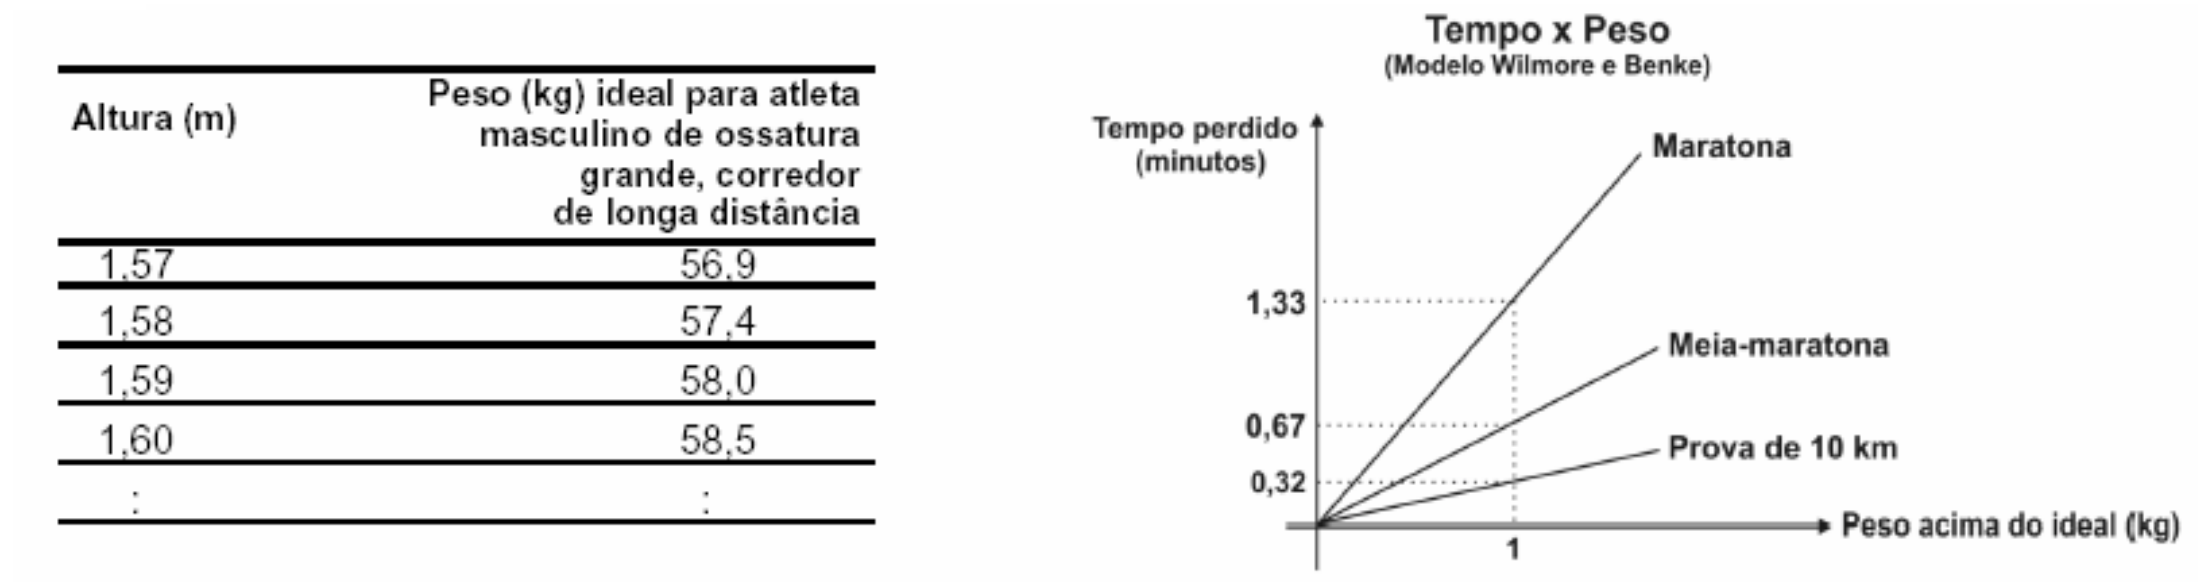 Altura (m)
Peso (kg) ideal para atleta
masculino de ossatura
grande, corredor
de longa distância
1,57 56,9
1,58 57,4
1,59 58,0
1,60 58,5
: :
Tempo x Peso
(Modelo Wilmore e Benke)
Tempo perdido
(minutos)
Maratona
1,33
Meia-maratona
0,67
Prova de 10 km
0,32
Peso acima do ideal (kg)
1